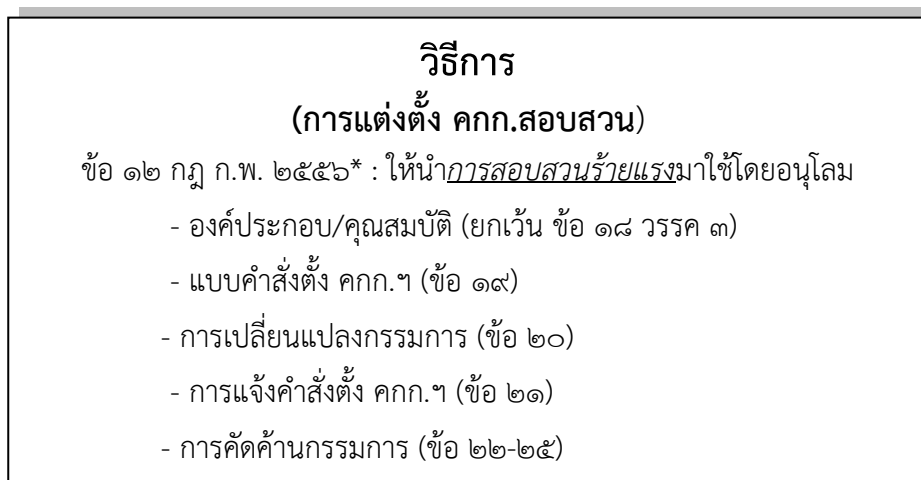 วิธีการ
(การแต่งตั้ง คกก.สอบสวน)
ข้อ ๑๒ กฎ ก.พ. ๒๕๕๖* : ให้นำการสอบสวนร้ายแรงมาใช้โดยอนุโลม
- องค์ประกอบ/คุณสมบัติ (ยกเว้น ข้อ ๑๘ วรรค ๓)
- แบบคำสั่งตั้ง คกก.ฯ (ข้อ ๑๙)
- การเปลี่ยนแปลงกรรมการ (ข้อ ๒๐)
- การแจ้งคำสั่งตั้ง คกก.ฯ (ข้อ ๒๑)
- การคัดค้านกรรมการ (ข้อ ๒๒-๒๕)